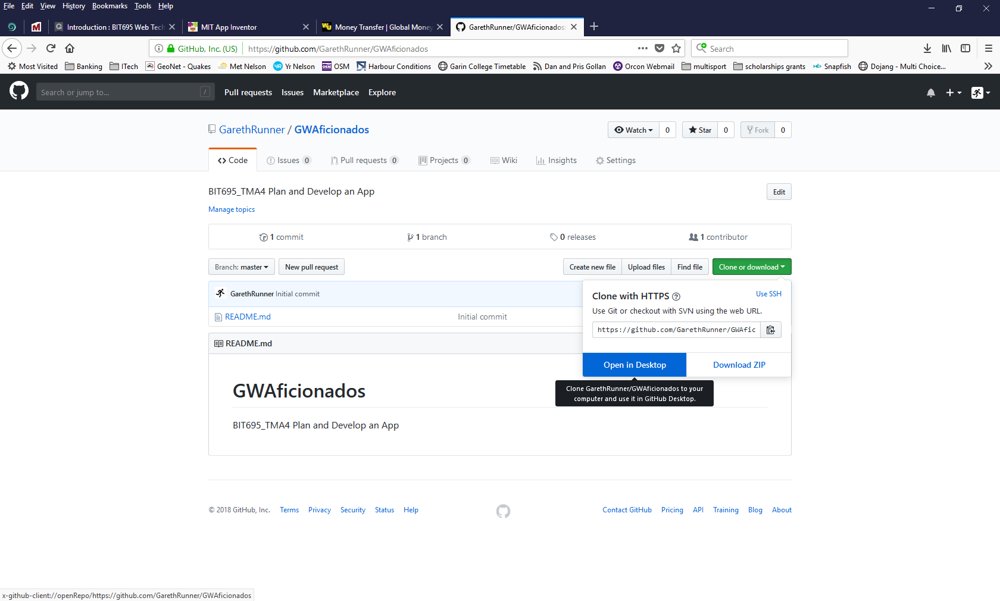 File Edit View History Bookmarks Tools Help
Introduction : BIT695 Web Tech
MIT App Inventor
Money Transfer | Global Money
GarethRunner/GWAficionados:
GitHub, Inc. (US) https://github.com/GarethRunner/GWAficionados
Search
Most Visited Banking ITech GeoNet - Quakes Met Nelson Yr Nelson OSM Harbour Conditions Garin College Timetable Dan and Pris Gollan Orcon Webmail multisport scholarships grants Snapfish Dojang - Multi Choice...
Search or jump to... / Pull requests Issues Marketplace Explore
GarethRunner / GWAficionados
Watch 0 Star 0 Fork 0
Code Issues 0 Pull requests 0 Projects 0 Wiki Insights Settings
BIT695_TMA4 Plan and Develop an App
Edit
Manage topics
1 commit 1 branch 0 releases 1 contributor
Branch: master New pull request Create new file Upload files Find file Clone or download
GarethRunner Initial commit
README.md Initial commit
Clone with HTTPS Use SSH
Use Git or checkout with SVN using the web URL.
https://github.com/GarethRunner/GWAfic
Open in Desktop Download ZIP
Clone GarethRunner/GWAficionados to your
computer and use it in GitHub Desktop.
README.md
GWAficionados
BIT695_TMA4 Plan and Develop an App
© 2018 GitHub, Inc. Terms Privacy Security Status Help
Contact GitHub Pricing API Training Blog About
x-github-client://openRepo/https://github.com/GarethRunner/GWAficionados